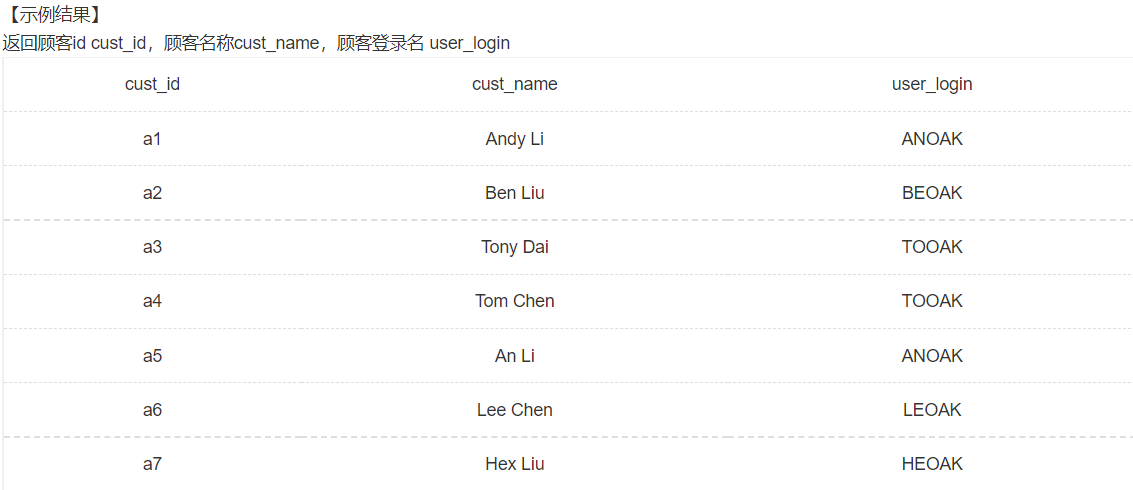 【示例结果】
返回顾客id cust_id，顾客名称cust_name，顾客登录名 user_login
cust_id cust_name user_login
a1 Andy Li ANOAK
a2 Ben Liu BEOAK
a3 Tony Dai TOOAK
a4 Tom Chen TOOAK
a5 An Li ANOAK
a6 Lee Chen LEOAK
a7 Hex Liu HEOAK